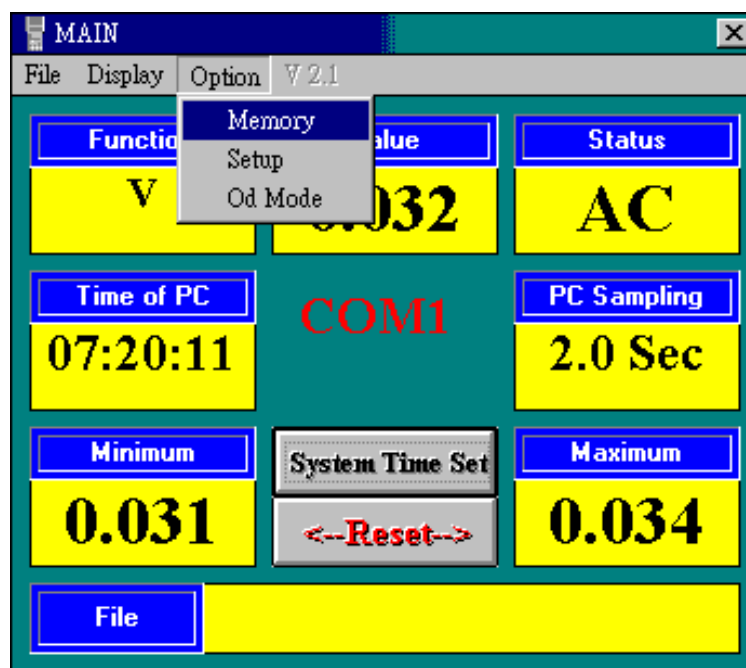 MAIN
File Display Option V 2.1
Memory
Setup
Od Mode
Status
V
AC
Time of PC
COM1
PC Sampling
07:20:11
2.0 Sec
Minimum
System Time Set
Maximum
0.031
<--Reset-->
0.034
File